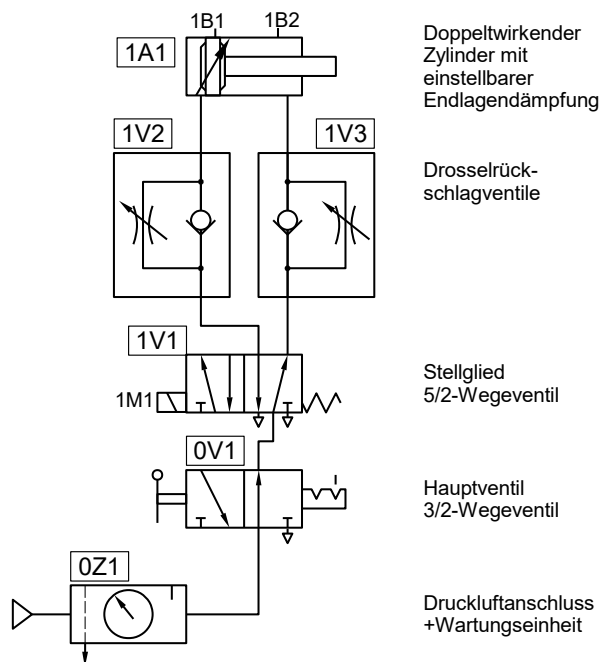 1B1 1B2
1A1
Doppeltwirkender
Zylinder mit
einstellbarer
Endlagendämpfung
1V2 1V3
Drosselrück-
schlagventile
1V1
1M1
Stellglied
5/2-Wegeventil
0V1
Hauptventil
3/2-Wegeventil
0Z1
Druckluftanschluss
+Wartungseinheit